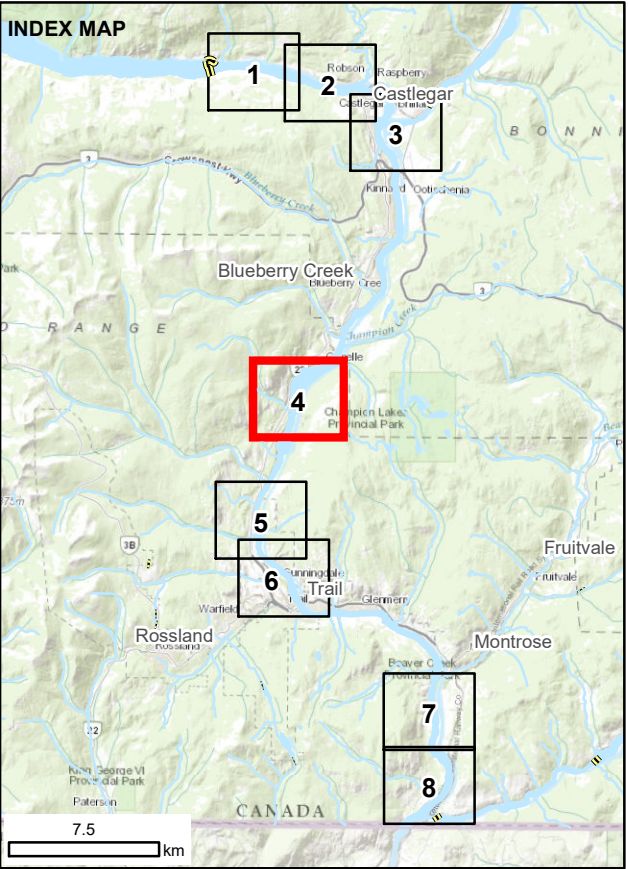 INDEX MAP
1
2
Robson
Raspberry
Castlegar
3
BONNI
3
Crowsnest Hwy
Blueberry Creek
Kinnaird
Ootischenia
Blueberry Creek
Blueberry Cree
3
Park
RANGE
Champion Creek
22
4
Champion Lakes
Provincial Park
5
3B
6
Sunningdale
Trail
Fruitvale
Fruitvale
Warfield
Glenmerry
Rossland
Rossland
Montrose
Beaver Creek
Provincial Park
7
22
8
King George VI
Provincial Park
Paterson
CANADA
7.5
km